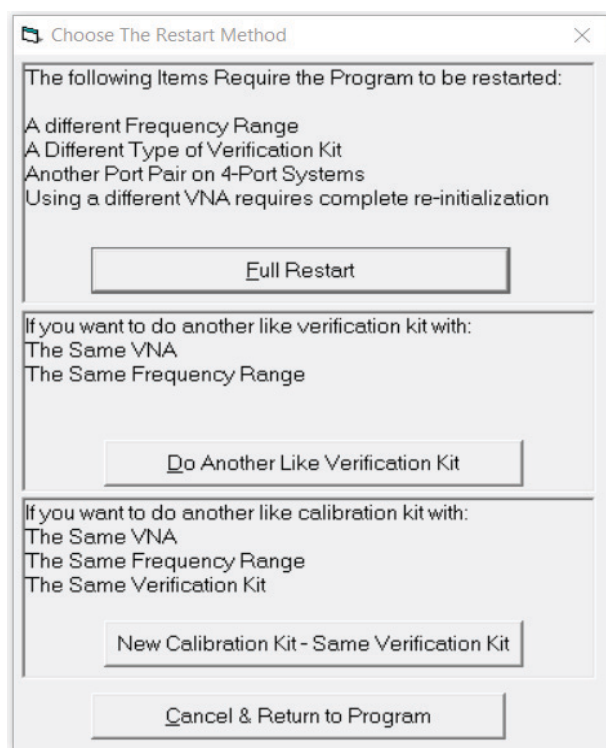 Choose The Restart Method
The following Items Require the Program to be restarted:
A different Frequency Range
A Different Type of Verification Kit
Another Port Pair on 4-Port Systems
Using a different VNA requires complete re-initialization
Full Restart
If you want to do another like verification kit with:
The Same VNA
The Same Frequency Range
Do Another Like Verification Kit
If you want to do another like calibration kit with:
The Same VNA
The Same Frequency Range
The Same Verification Kit
New Calibration Kit - Same Verification Kit
Cancel & Return to Program